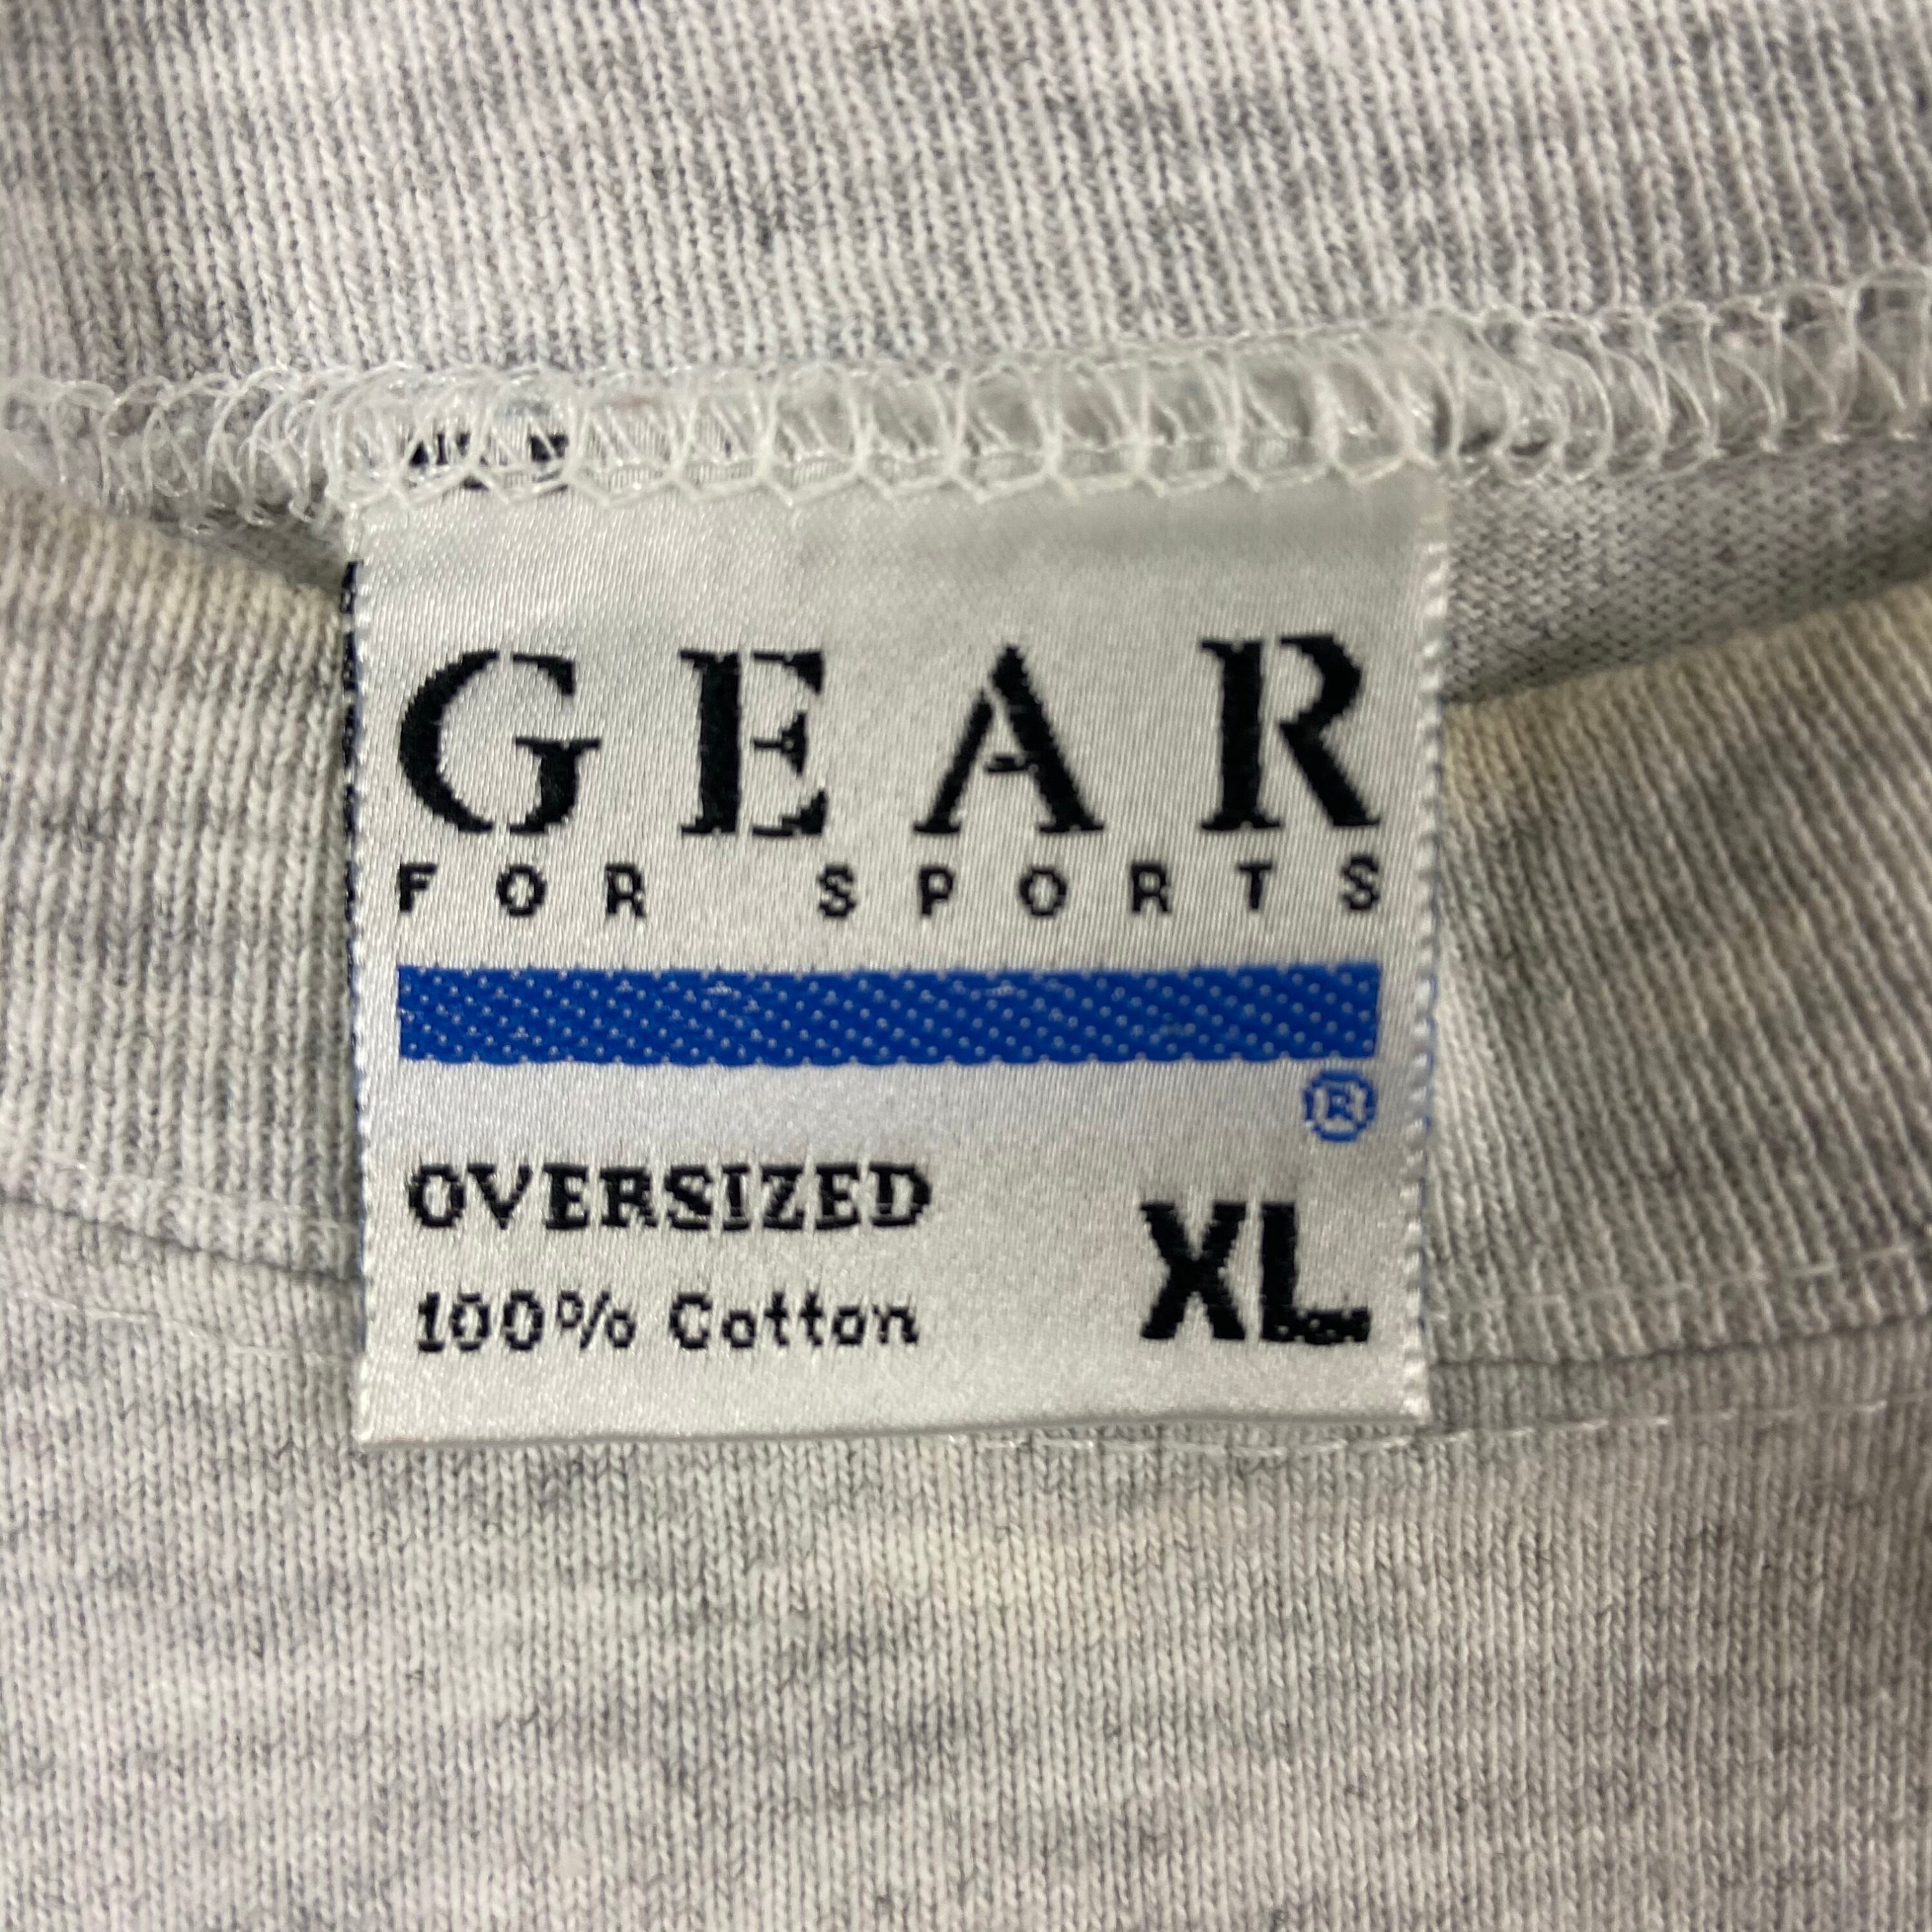 GEAR
FOR SPORTS
®
OVERSIZED
XL
100% Cotton